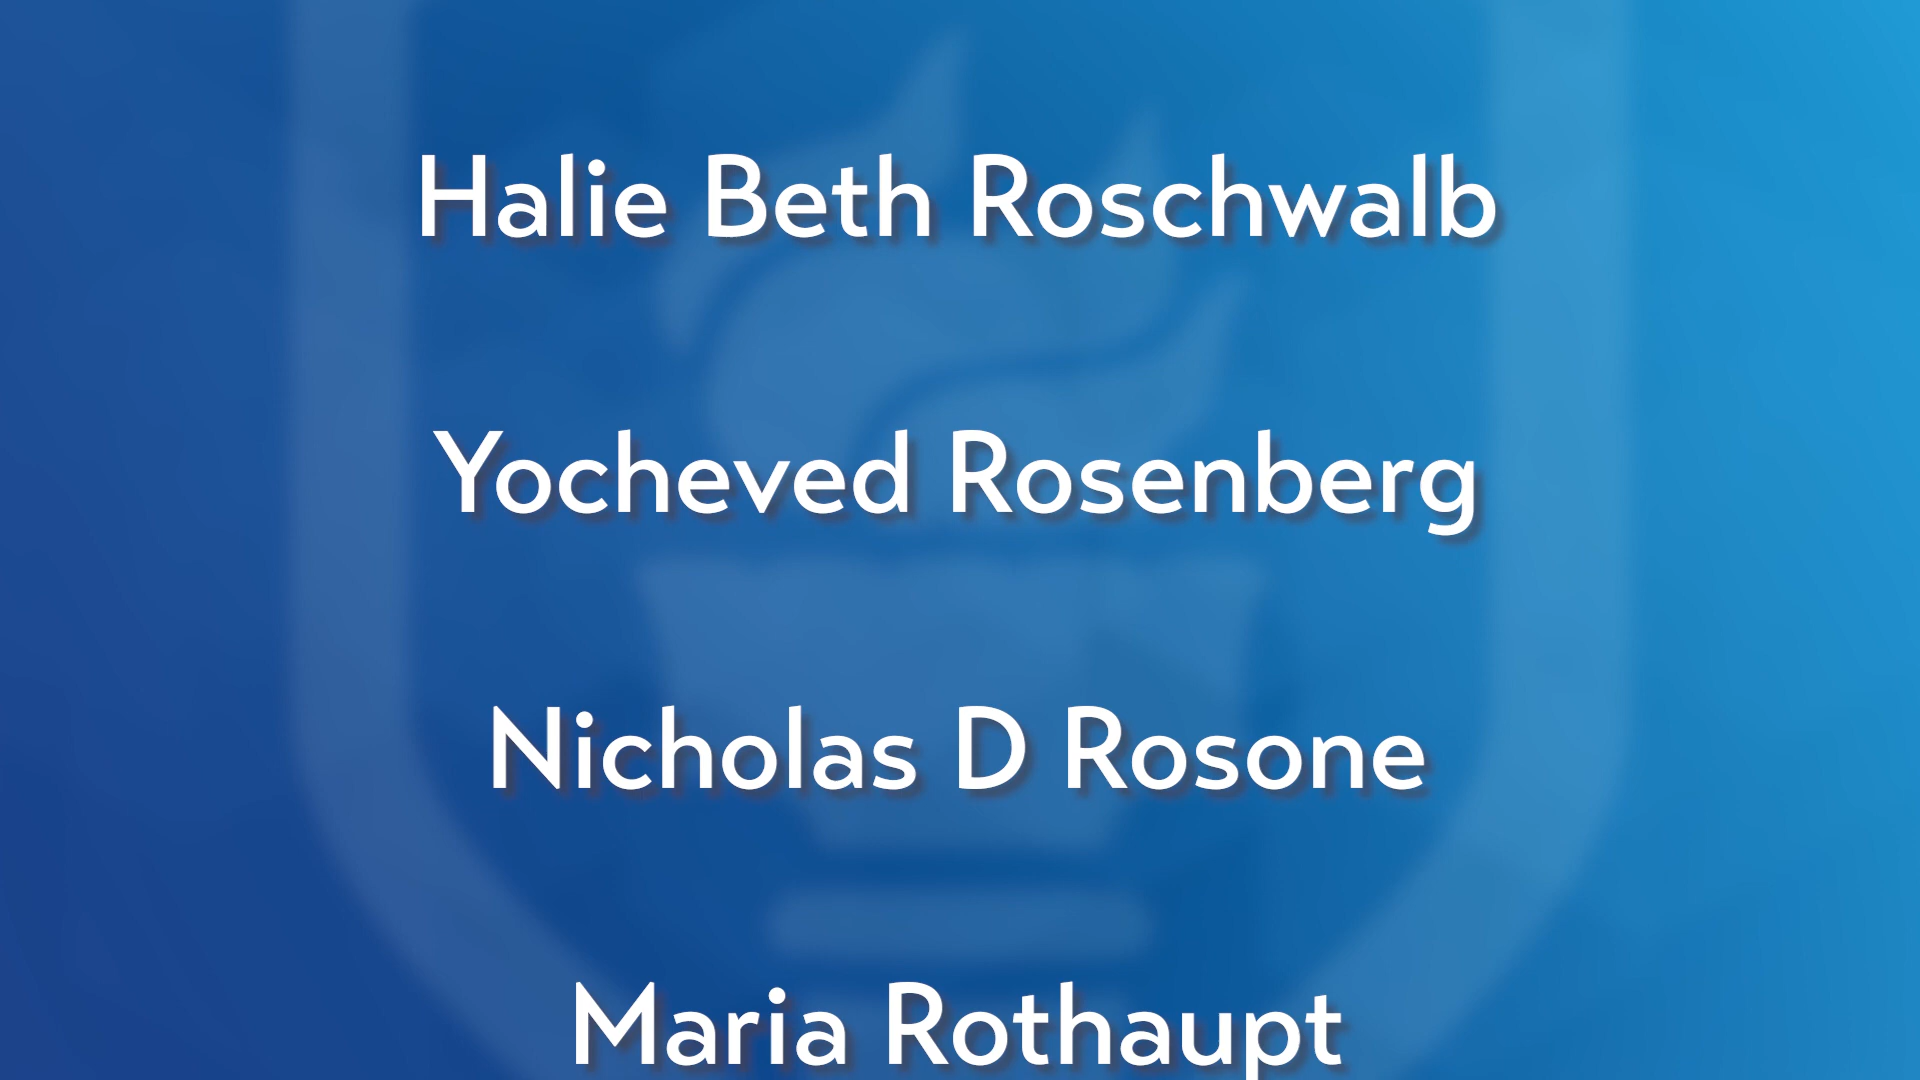 Halie Beth Roschwalb
Yocheved Rosenberg
Nicholas D Rosone
Maria Rothaupt